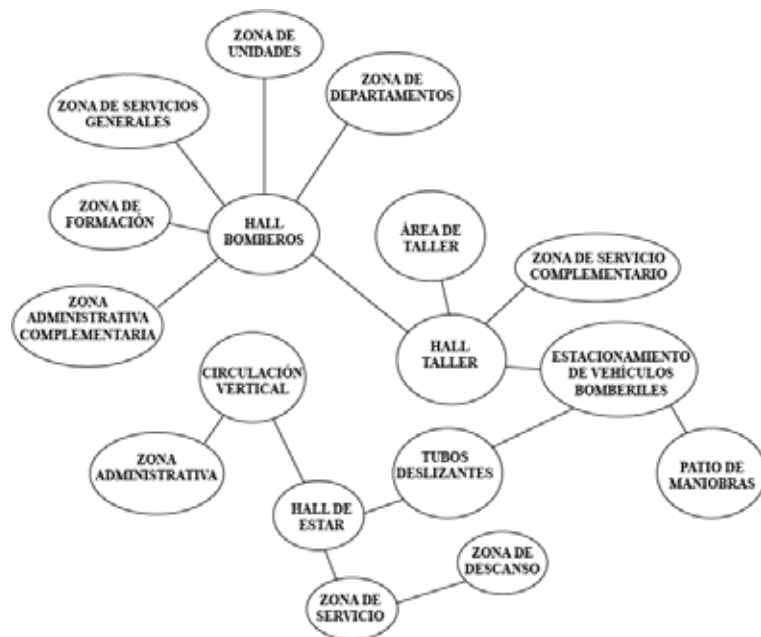 ZONA DE
UNIDADES
ZONA DE
DEPARTAMENTOS
ZONA DE SERVICIOS
GENERALES
ZONA DE
FORMACIÓN
HALL
BOMBEROS
ÁREA DE
TALLER
ZONA DE SERVICIO
COMPLEMENTARIO
ZONA
ADMINISTRATIVA
COMPLEMENTARIA
HALL
TALLER
ESTACIONAMIENTO
DE VEHÍCULOS
BOMBERILES
CIRCULACIÓN
VERTICAL
ZONA
ADMINISTRATIVA
TUBOS
DESLIZANTES
PATIO DE
MANIOBRAS
HALL DE
ESTAR
ZONA DE
DESCANSO
ZONA DE
SERVICIO